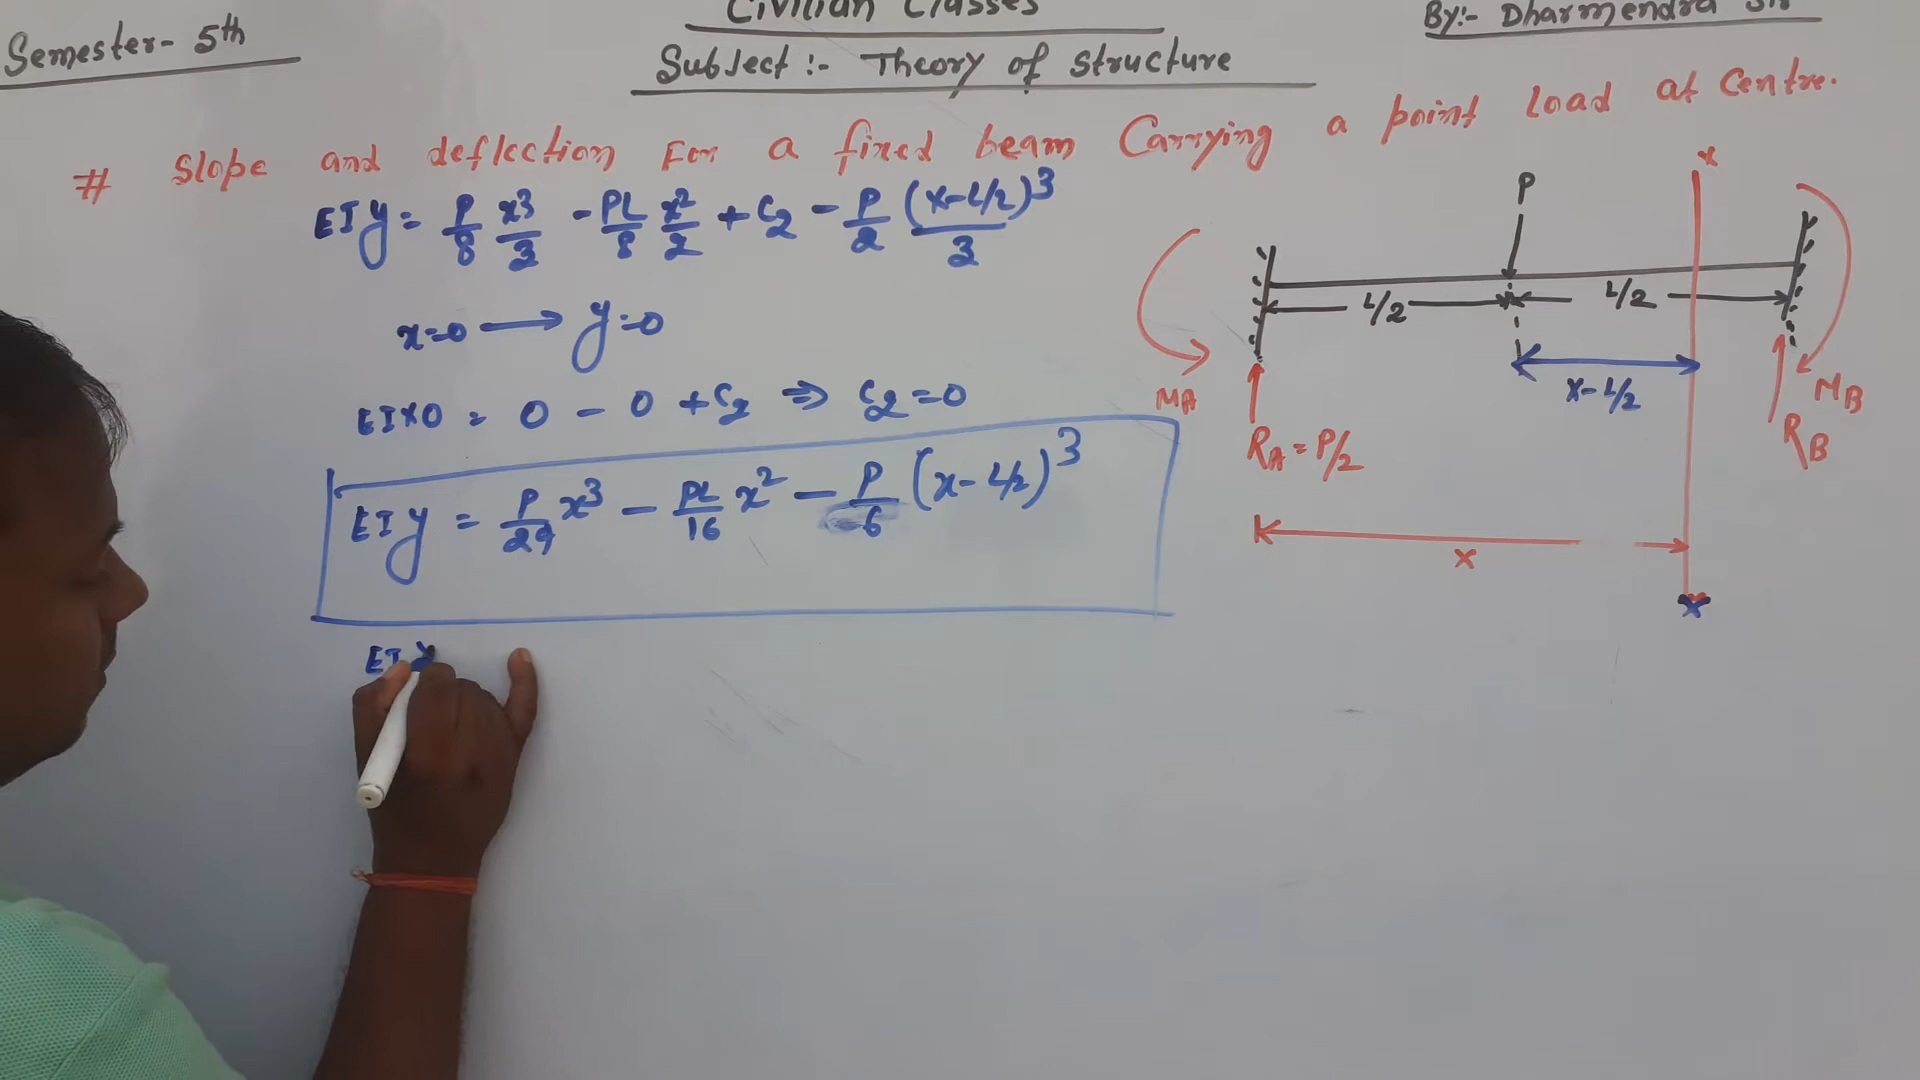 Civilian Classes
By:- Dharmendra Sir
Semester- 5th
Subject :- Theory of structure
# Slope and deflection For a fixed beam Carrying a point load at Centre.
EIy = P/8 x³/3 - PL/8 x²/2 + C₂ - P/2 (x-L/2)³/3
x=0 → y=0
EI×0 = 0 - 0 + C₂ ⇒ C₂=0
EIy = P/24 x³ - PL/16 x² - P/6 (x-L/2)³
EI y
x
P
L/2
L/2
x-L/2
MA
MB
RA = P/2
RB
x
x